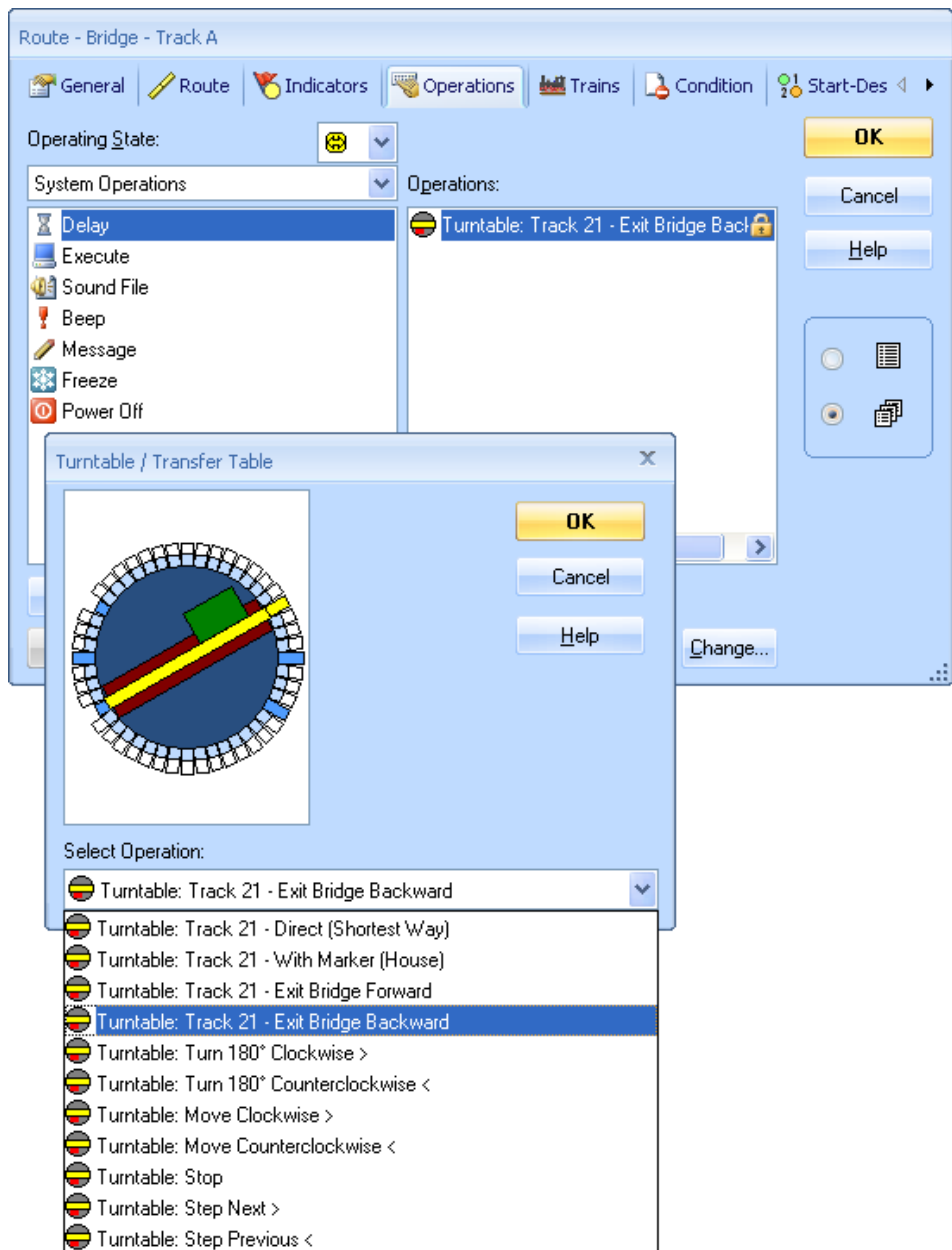 Route - Bridge - Track A
General Route Indicators Operations Trains Condition Start-Des
Operating State:
OK
System Operations
Operations:
Cancel
Delay
Turntable: Track 21 - Exit Bridge Back
Help
Execute
Sound File
Beep
Message
Freeze
Power Off
Turntable / Transfer Table
OK
Cancel
Help
Change...
Select Operation:
Turntable: Track 21 - Exit Bridge Backward
Turntable: Track 21 - Direct (Shortest Way)
Turntable: Track 21 - With Marker (House)
Turntable: Track 21 - Exit Bridge Forward
Turntable: Track 21 - Exit Bridge Backward
Turntable: Turn 180° Clockwise >
Turntable: Turn 180° Counterclockwise <
Turntable: Move Clockwise >
Turntable: Move Counterclockwise <
Turntable: Stop
Turntable: Step Next >
Turntable: Step Previous <